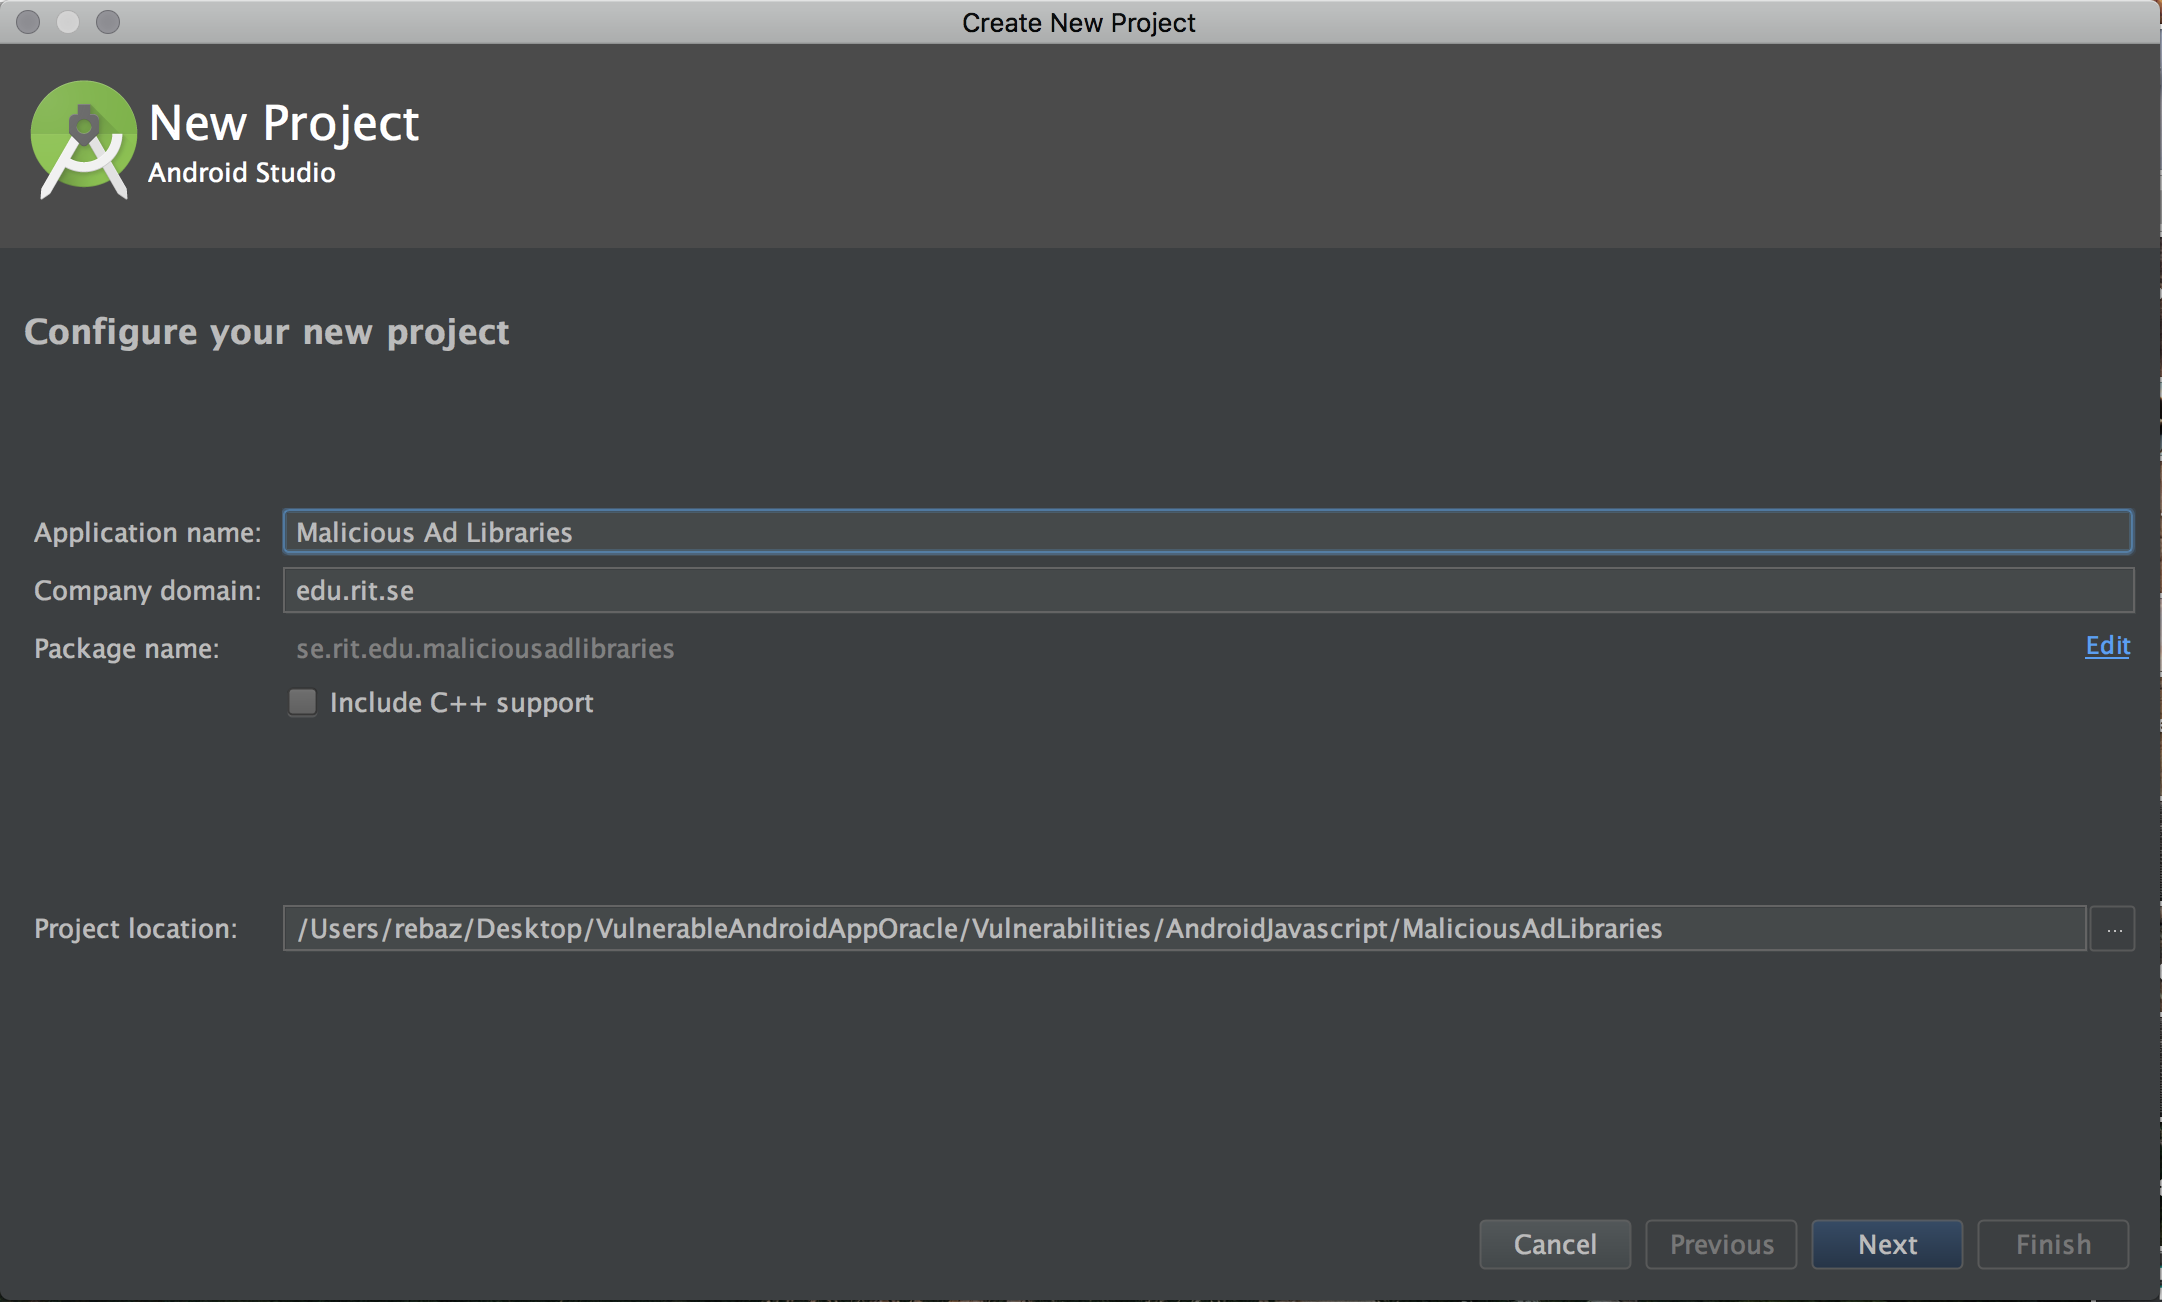 Create New Project
New Project
Android Studio
Configure your new project
Application name: Malicious Ad Libraries
Company domain: edu.rit.se
Package name: se.rit.edu.maliciousadlibraries Edit
Include C++ support
Project location: /Users/rebaz/Desktop/VulnerableAndroidAppOracle/Vulnerabilities/AndroidJavascript/MaliciousAdLibraries ...
Cancel Previous Next Finish